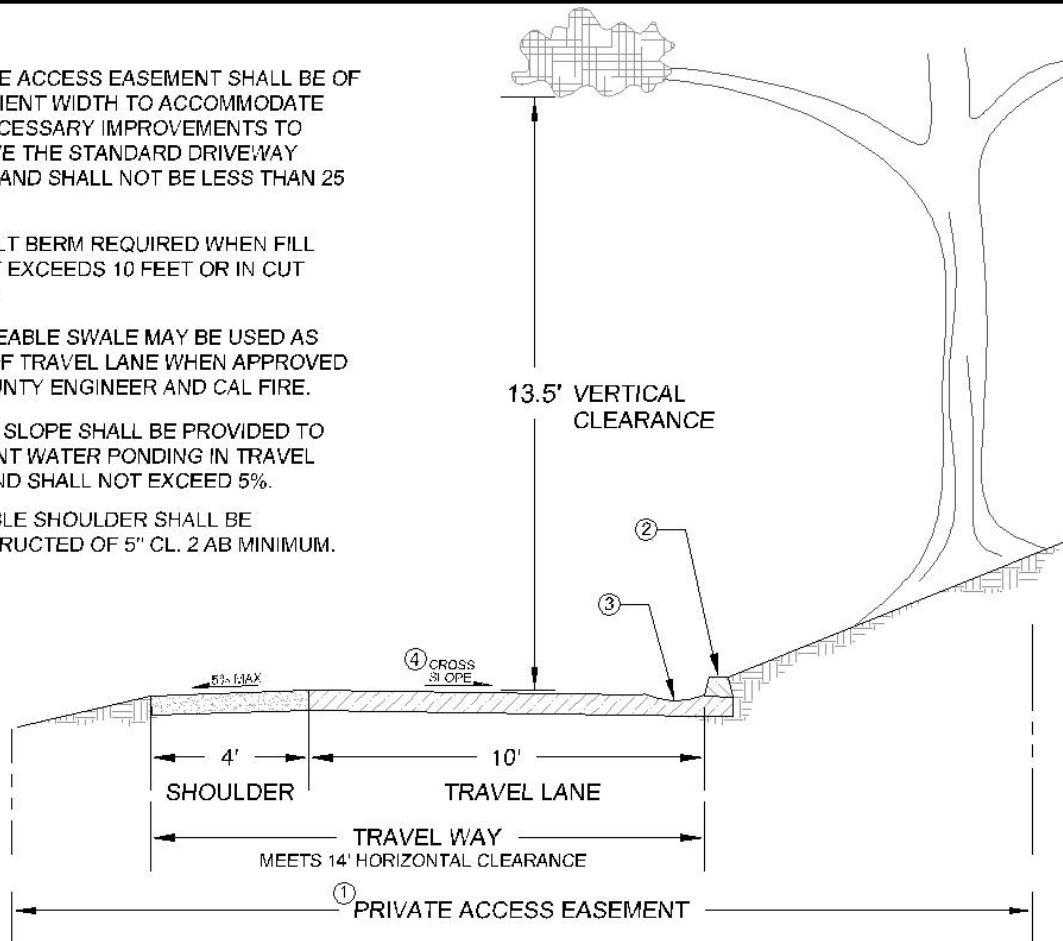 E ACCESS EASEMENT SHALL BE OF
IENT WIDTH TO ACCOMMODATE
CESSARY IMPROVEMENTS TO
VE THE STANDARD DRIVEWAY
AND SHALL NOT BE LESS THAN 25
LT BERM REQUIRED WHEN FILL
T EXCEEDS 10 FEET OR IN CUT
EABLE SWALE MAY BE USED AS
OF TRAVEL LANE WHEN APPROVED
UNTY ENGINEER AND CAL FIRE.
SLOPE SHALL BE PROVIDED TO
NT WATER PONDING IN TRAVEL
ND SHALL NOT EXCEED 5%.
BLE SHOULDER SHALL BE
RUCTED OF 5" CL. 2 AB MINIMUM.
13.5' VERTICAL
CLEARANCE
2
3
4 CROSS
SLOPE
5% MAX
4'
10'
SHOULDER
TRAVEL LANE
TRAVEL WAY
MEETS 14' HORIZONTAL CLEARANCE
1 PRIVATE ACCESS EASEMENT